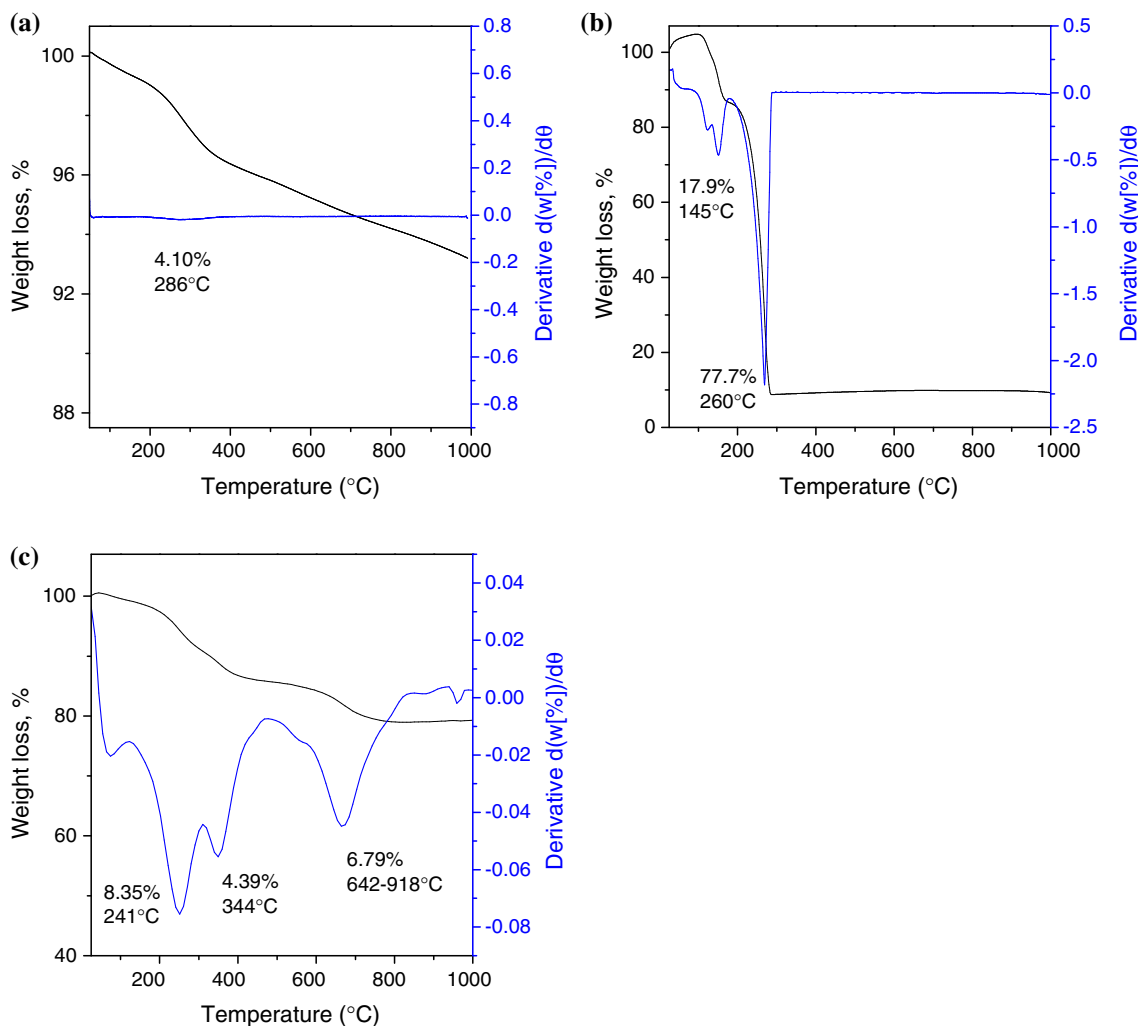 (a)
100
96
92
88
Weight loss, %
4.10%
286°C
0.8
0.6
0.4
0.2
0.0
-0.2
-0.4
-0.6
-0.8
Derivative d(w[%])/dθ
200 400 600 800 1000
Temperature (°C)
(b)
100
80
60
40
20
0
Weight loss, %
17.9%
145°C
77.7%
260°C
0.5
0.0
-0.5
-1.0
-1.5
-2.0
-2.5
Derivative d(w[%])/dθ
200 400 600 800 1000
Temperature (°C)
(c)
100
80
60
40
Weight loss, %
8.35%
241°C
4.39%
344°C
6.79%
642-918°C
0.04
0.02
0.00
-0.02
-0.04
-0.06
-0.08
Derivative d(w[%])/dθ
200 400 600 800 1000
Temperature (°C)